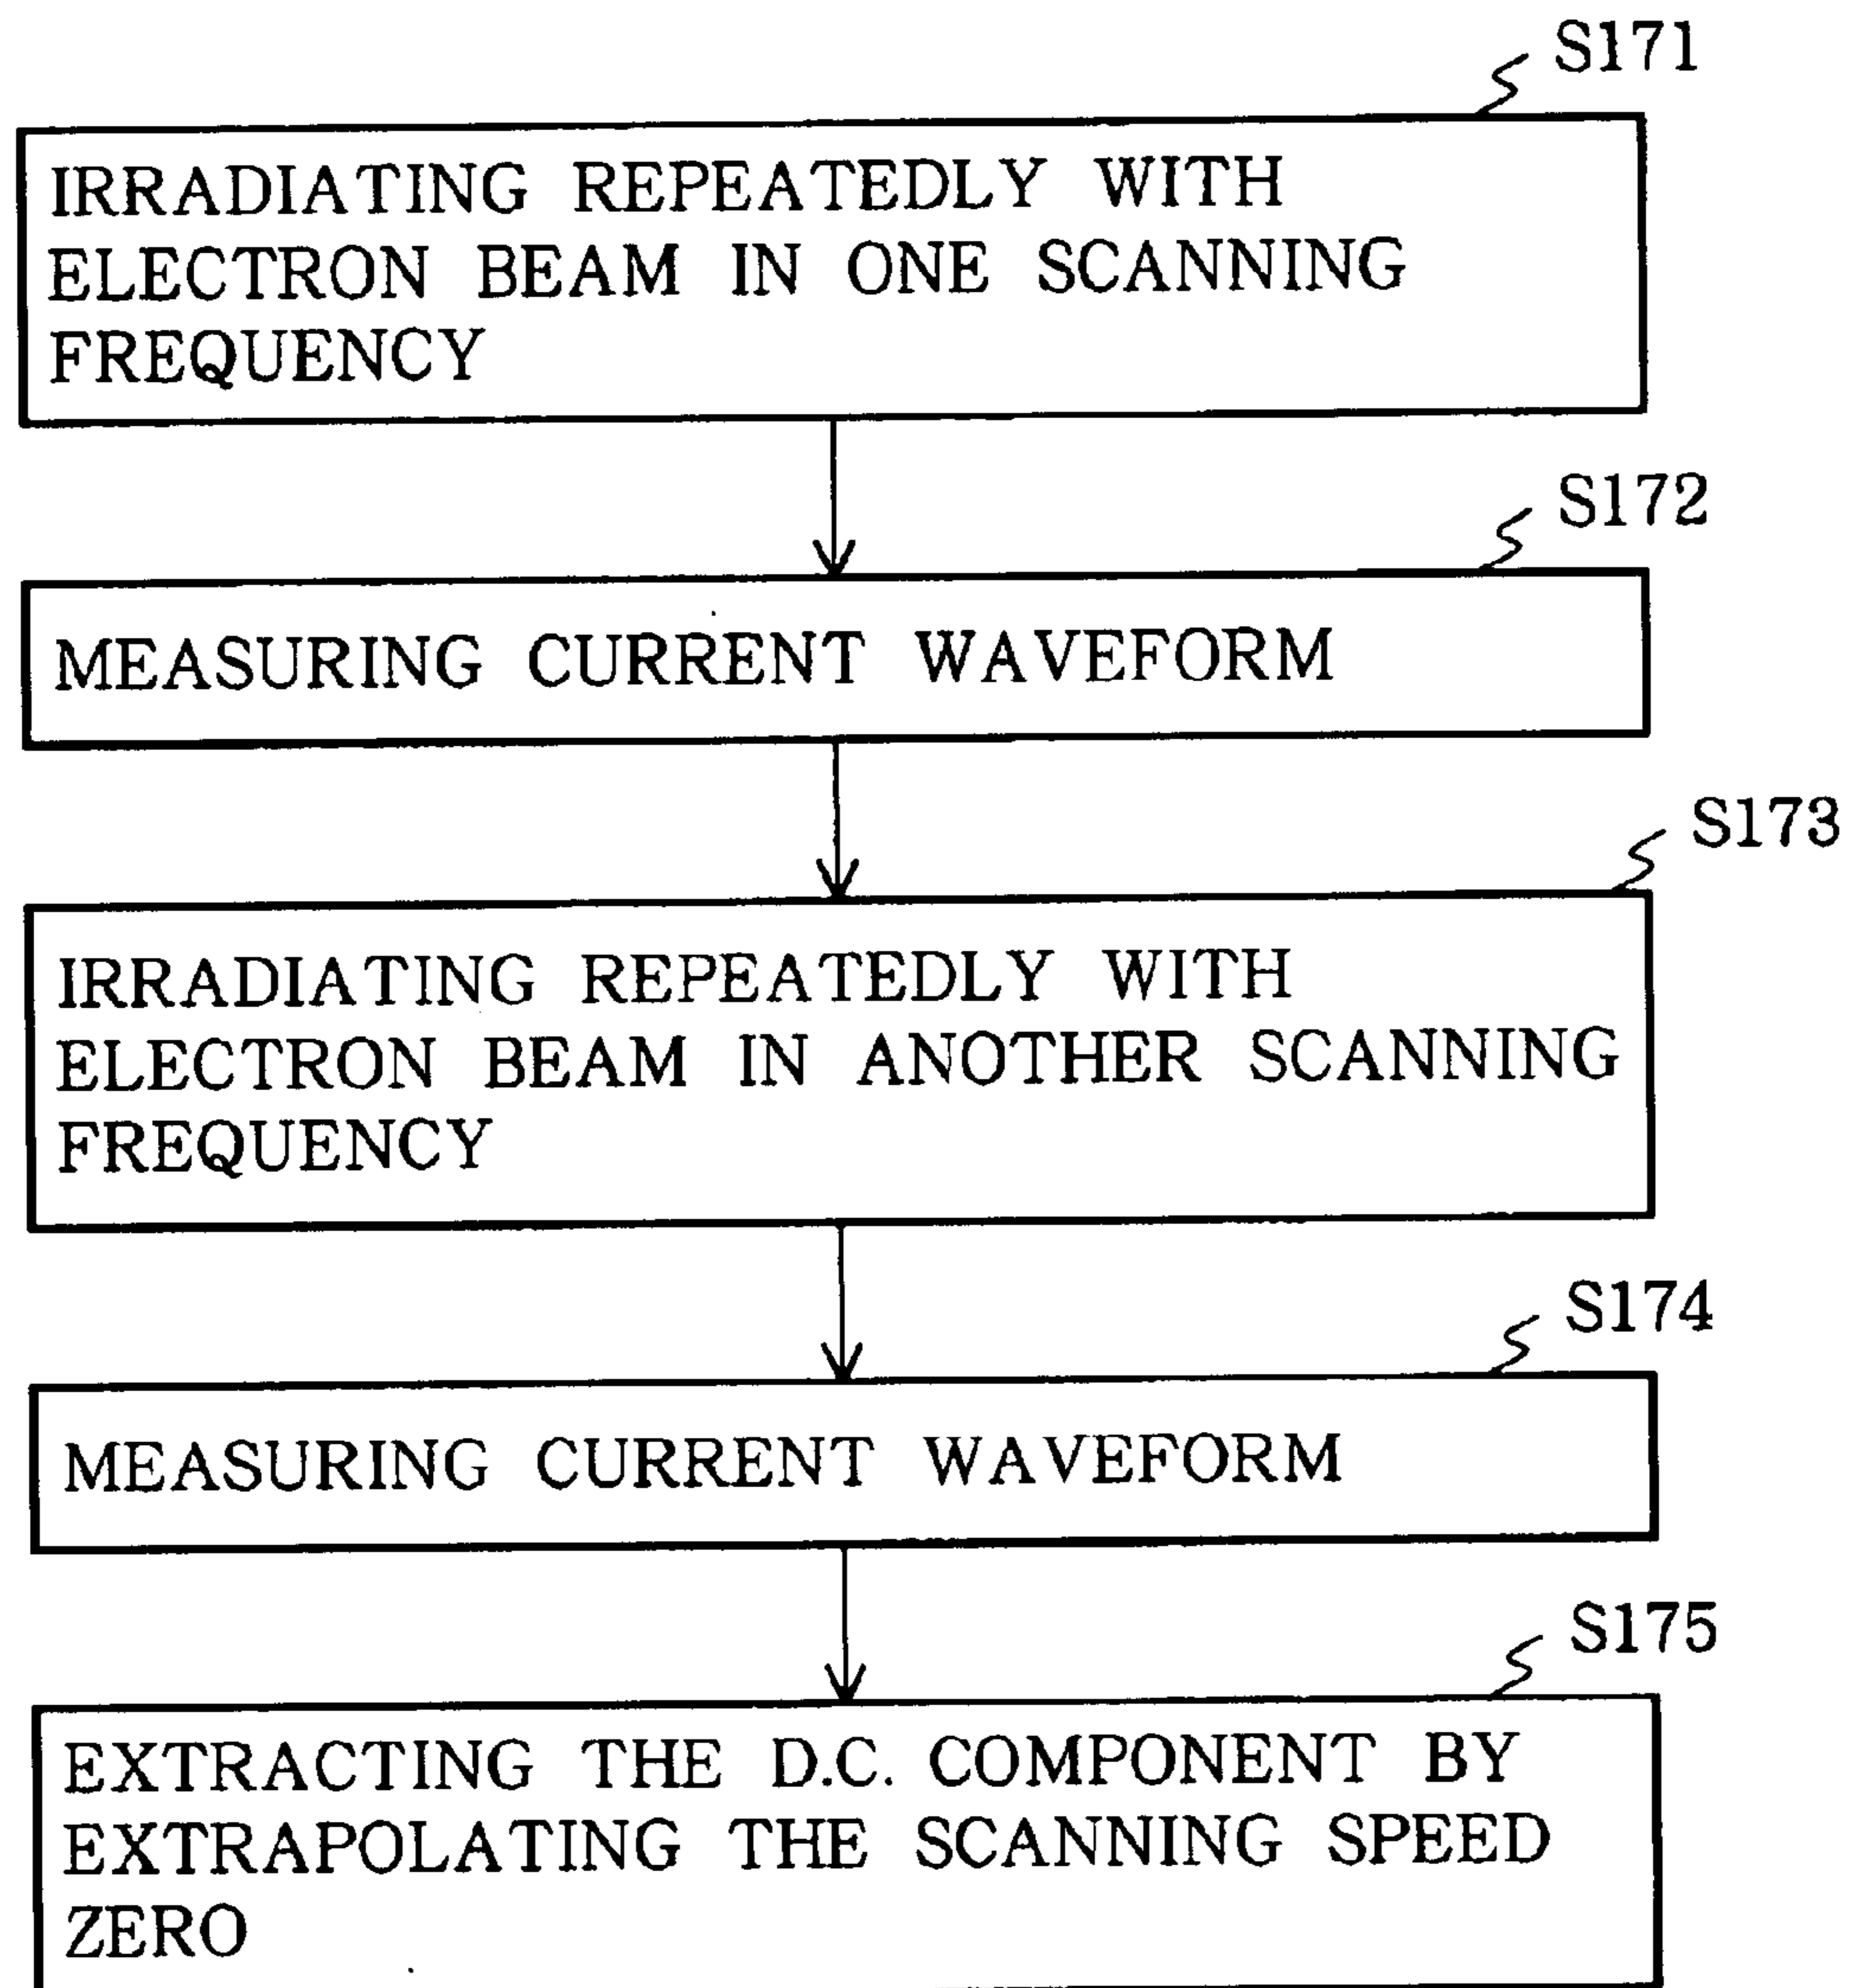 S171
IRRADIATING REPEATEDLY WITH
ELECTRON BEAM IN ONE SCANNING
FREQUENCY
S172
MEASURING CURRENT WAVEFORM
S173
IRRADIATING REPEATEDLY WITH
ELECTRON BEAM IN ANOTHER SCANNING
FREQUENCY
S174
MEASURING CURRENT WAVEFORM
S175
EXTRACTING THE D.C. COMPONENT BY
EXTRAPOLATING THE SCANNING SPEED
ZERO